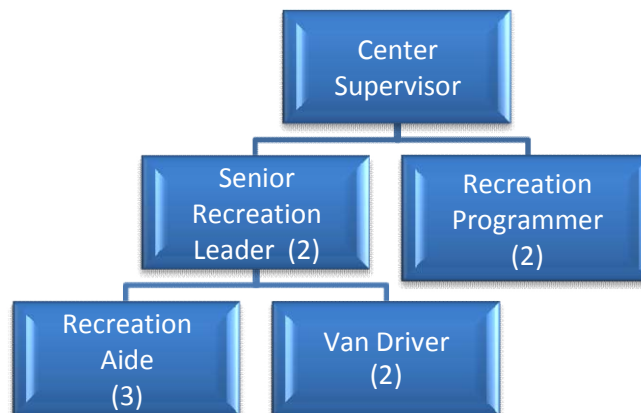 Center
Supervisor
Senior
Recreation
Leader (2)
Recreation
Programmer
(2)
Recreation
Aide
(3)
Van Driver
(2)